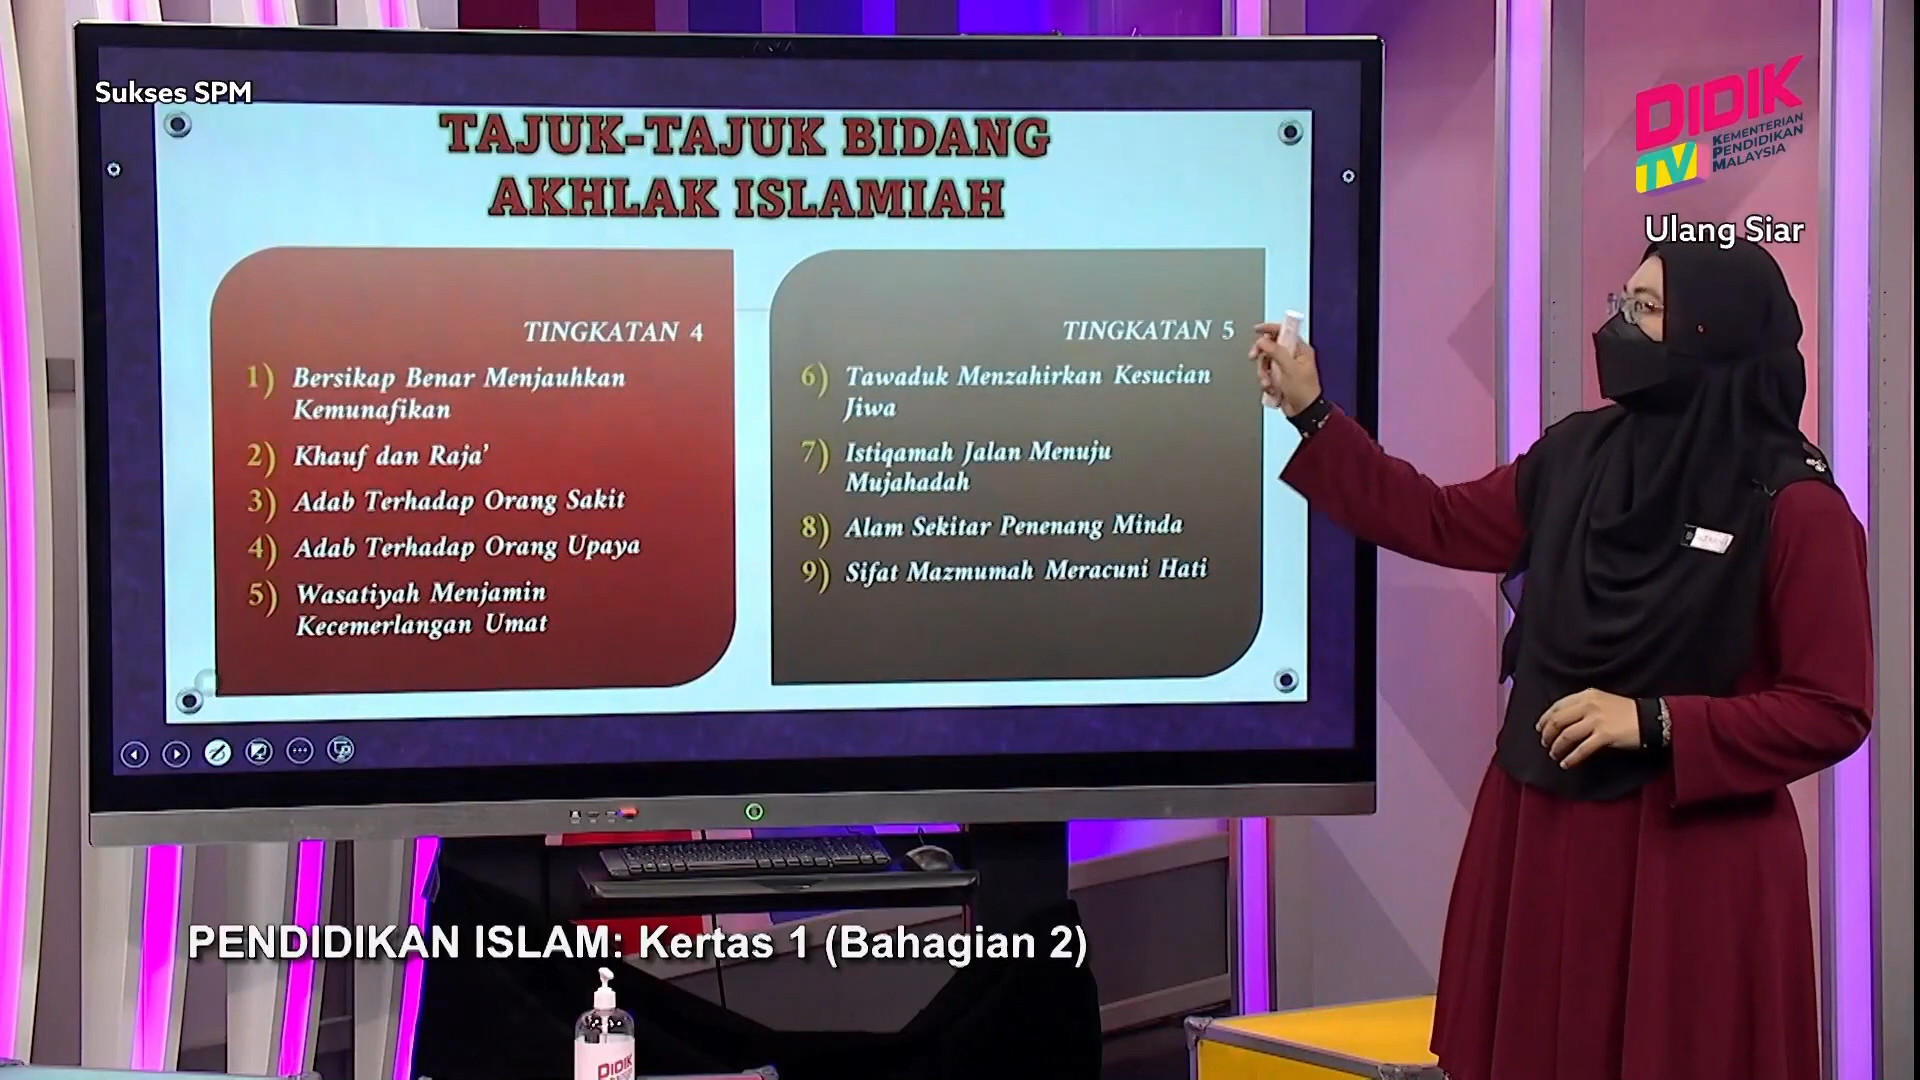 Sukses SPM
DIDIK
TV
KEMENTERIAN
PENDIDIKAN
MALAYSIA
Ulang Siar
TAJUK-TAJUK BIDANG
AKHLAK ISLAMIAH
TINGKATAN 4
1) Bersikap Benar Menjauhkan
Kemunafikan
2) Khauf dan Raja’
3) Adab Terhadap Orang Sakit
4) Adab Terhadap Orang Upaya
5) Wasatiyah Menjamin
Kecemerlangan Umat
TINGKATAN 5
6) Tawaduk Menzahirkan Kesucian
Jiwa
7) Istiqamah Jalan Menuju
Mujahadah
8) Alam Sekitar Penenang Minda
9) Sifat Mazmumah Meracuni Hati
PENDIDIKAN ISLAM: Kertas 1 (Bahagian 2)
DIDIK